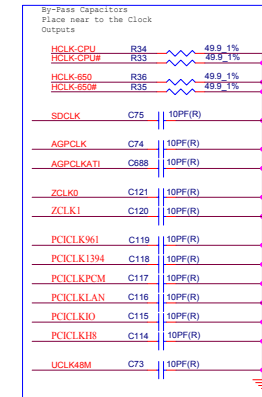 By-Pass Capacitors
Place near to the Clock
Outputs
HCLK-CPU R34 49.9_1%
HCLK-CPU# R33 49.9_1%
HCLK-650 R36 49.9_1%
HCLK-650# R35 49.9_1%
SDCLK C75 10PF(R)
AGPCLK C74 10PF(R)
AGPCLKATI C688 10PF(R)
ZCLK0 C121 10PF(R)
ZCLK1 C120 10PF(R)
PCICLK961 C119 10PF(R)
PCICLK1394 C118 10PF(R)
PCICLKPCM C117 10PF(R)
PCICLKLAN C116 10PF(R)
PCICLKIO C115 10PF(R)
PCICLKH8 C114 10PF(R)
UCLK48M C73 10PF(R)